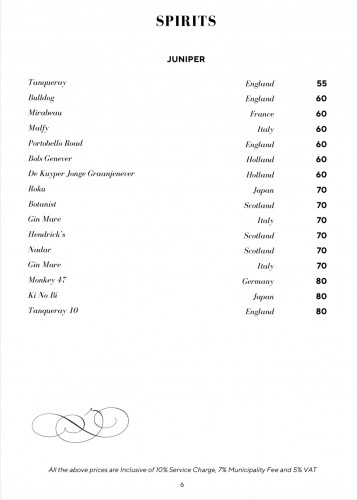 SPIRITS
JUNIPER
Tanqueray England 55
Bulldog England 60
Mirabeau France 60
Malfy Italy 60
Portobello Road England 60
Bols Genever Holland 60
De Kuyper Jonge Graanjenever Holland 60
Roku Japan 70
Botanist Scotland 70
Gin Mare Italy 70
Hendrick's Scotland 70
Nadar Scotland 70
Gin Mare Italy 70
Monkey 47 Germany 80
Ki No Bi Japan 80
Tanqueray 10 England 80
All the above prices are Inclusive of 10% Service Charge, 7% Municipality Fee and 5% VAT
6